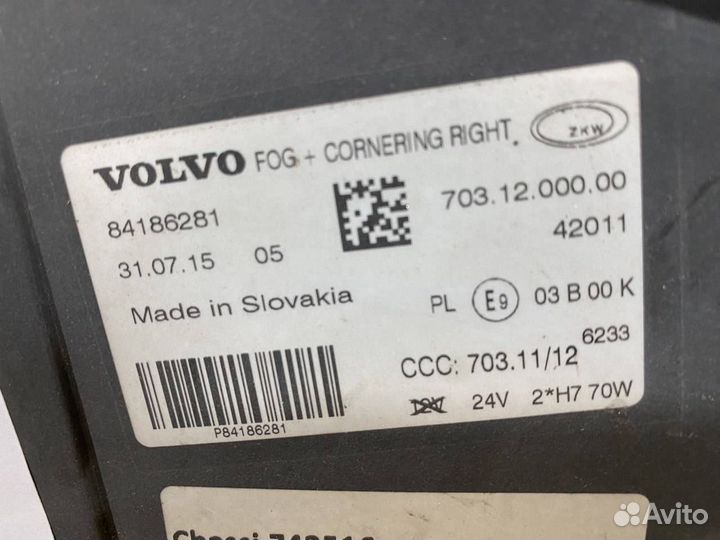 VOLVO FOG + CORNERING RIGHT.
ZKW
84186281
703.12.000.00
42011
31.07.15 05
Made in Slovakia
PL E9 03 B 00 K
6233
CCC: 703.11/12
12V 24V 2*H7 70W
P84186281
Avito